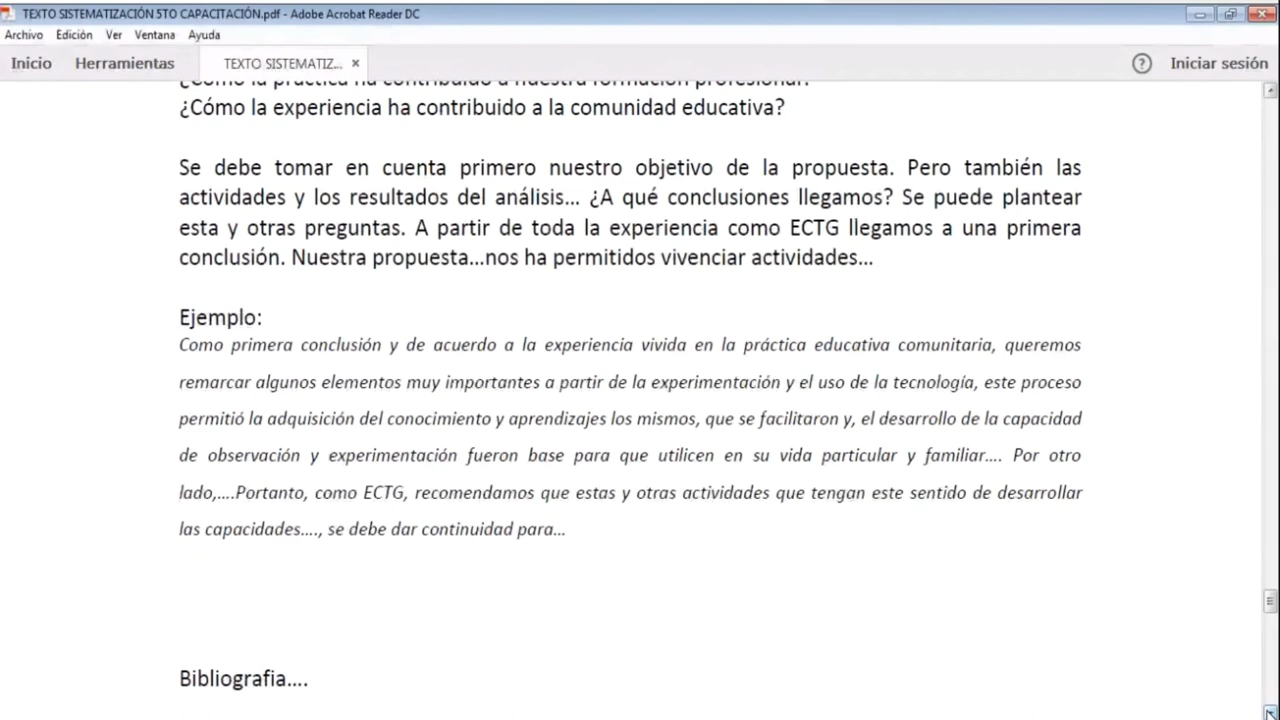 TEXTO SISTEMATIZACIÓN 5TO CAPACITACIÓN.pdf - Adobe Acrobat Reader DC
Archivo Edición Ver Ventana Ayuda
Inicio Herramientas TEXTO SISTEMATIZ... × ? Iniciar sesión
¿Cómo la práctica ha contribuido a nuestra formación profesional?
¿Cómo la experiencia ha contribuido a la comunidad educativa?
Se debe tomar en cuenta primero nuestro objetivo de la propuesta. Pero también las
actividades y los resultados del análisis... ¿A qué conclusiones llegamos? Se puede plantear
esta y otras preguntas. A partir de toda la experiencia como ECTG llegamos a una primera
conclusión. Nuestra propuesta...nos ha permitidos vivenciar actividades...
Ejemplo:
Como primera conclusión y de acuerdo a la experiencia vivida en la práctica educativa comunitaria, queremos
remarcar algunos elementos muy importantes a partir de la experimentación y el uso de la tecnología, este proceso
permitió la adquisición del conocimiento y aprendizajes los mismos, que se facilitaron y, el desarrollo de la capacidad
de observación y experimentación fueron base para que utilicen en su vida particular y familiar.... Por otro
lado,....Portanto, como ECTG, recomendamos que estas y otras actividades que tengan este sentido de desarrollar
las capacidades...., se debe dar continuidad para...
Bibliografia....